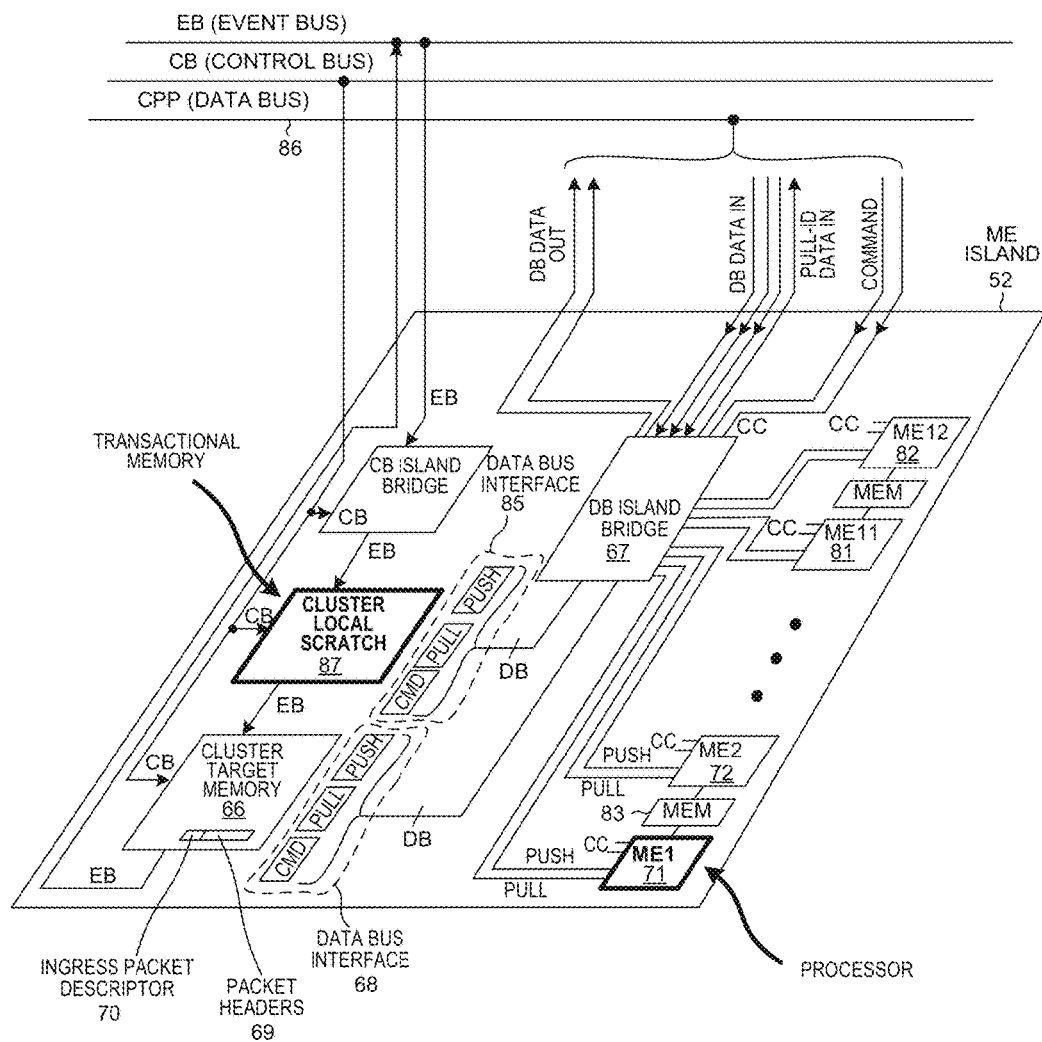 EB (EVENT BUS)
CB (CONTROL BUS)
CPP (DATA BUS)
86
DB DATA
OUT
DB DATA IN
PULL-ID
DATA IN
COMMAND
ME
ISLAND
52
EB
TRANSACTIONAL
MEMORY
CB ISLAND
BRIDGE
CB
EB
DATA BUS
INTERFACE
85
DB ISLAND
BRIDGE
67
CC
CC
ME12
82
MEM
CC
ME11
81
CLUSTER
LOCAL
SCRATCH
87
CB
EB
PUSH
PULL
CMD
DB
CLUSTER
TARGET
MEMORY
66
CB
EB
PUSH
PULL
CMD
DB
CC
ME2
72
PUSH
PULL
83
MEM
CC
ME1
71
PUSH
PULL
INGRESS PACKET
DESCRIPTOR
70
PACKET
HEADERS
69
DATA BUS
INTERFACE
68
PROCESSOR